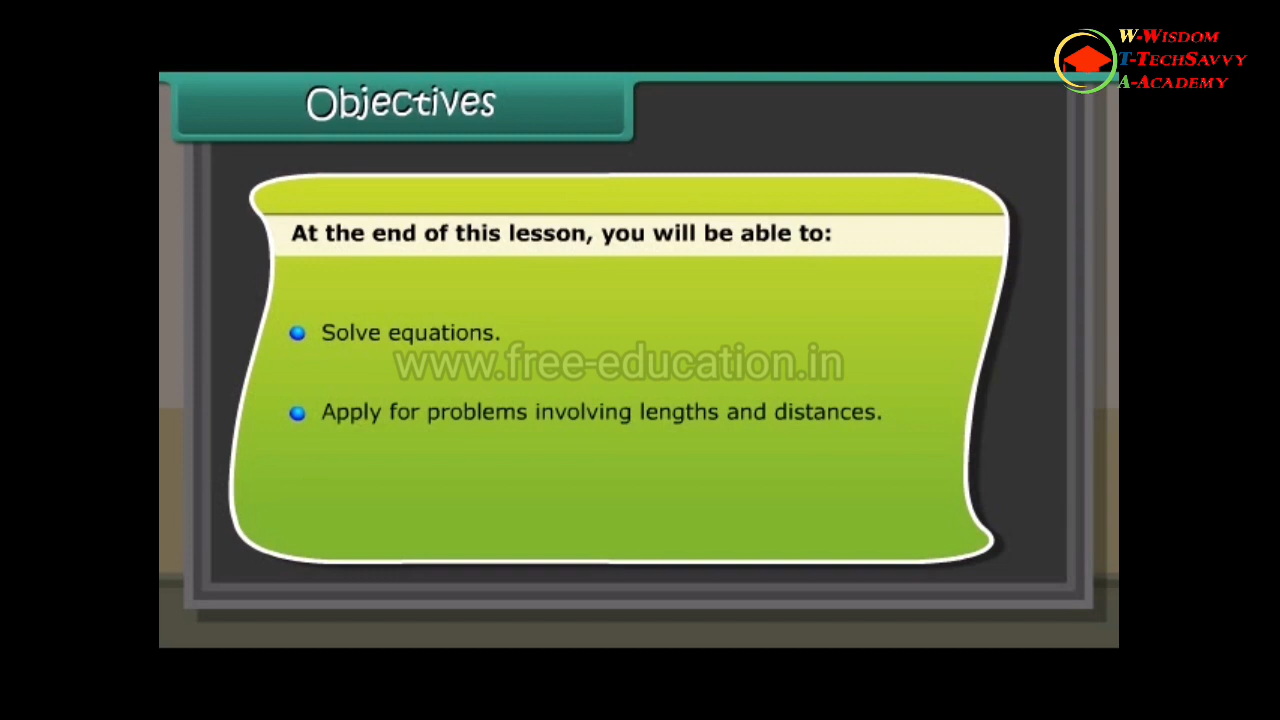 W-Wisdom
T-TechSavvy
A-Academy
Objectives
At the end of this lesson, you will be able to:
Solve equations.
www.free-education.in
Apply for problems involving lengths and distances.